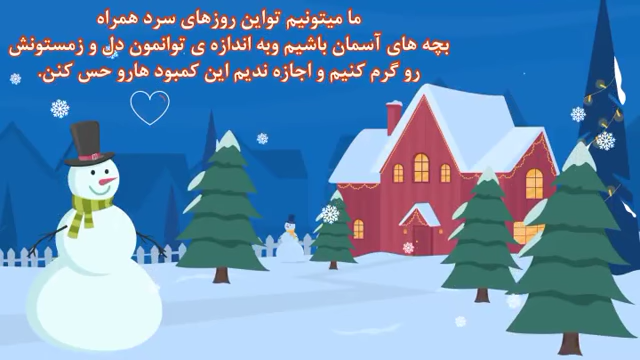 ما میتونیم تواین روزهای سرد همراه
بچه های آسمان باشیم وبه اندازه ی توانمون دل و زمستونش
رو گرم کنیم و اجازه ندیم این کمبود هارو حس کنن.